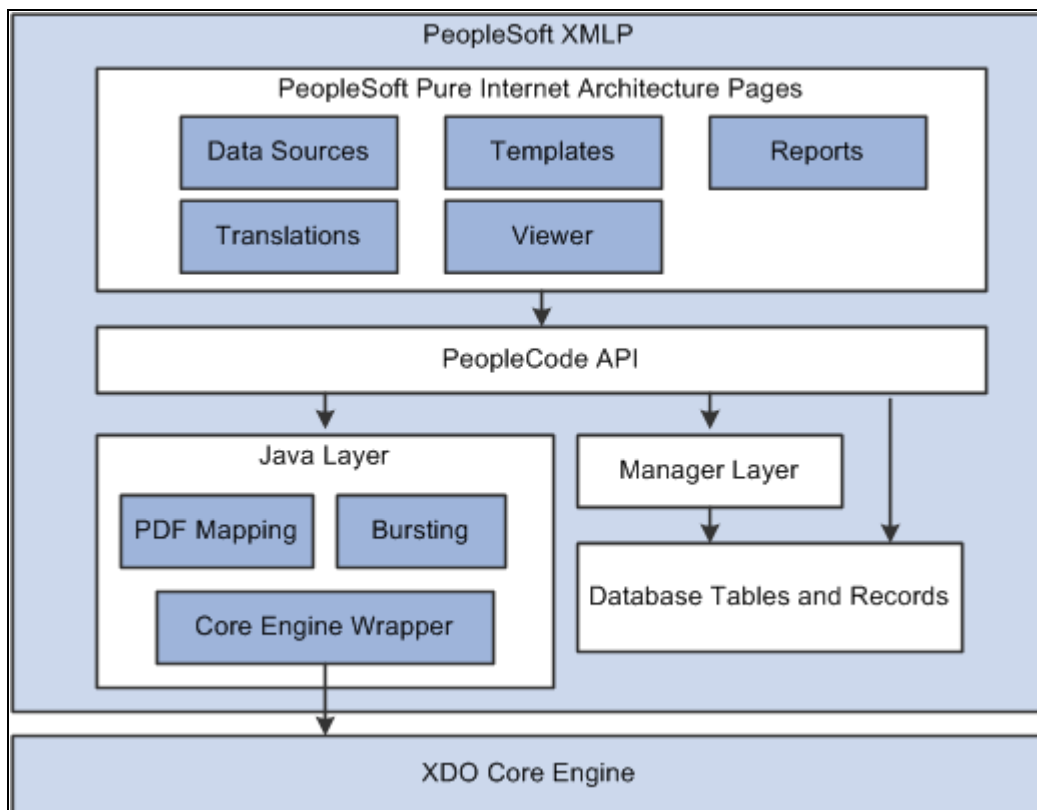 PeopleSoft XMLP
PeopleSoft Pure Internet Architecture Pages
Data Sources
Templates
Reports
Translations
Viewer
PeopleCode API
Java Layer
PDF Mapping
Bursting
Core Engine Wrapper
Manager Layer
Database Tables and Records
XDO Core Engine